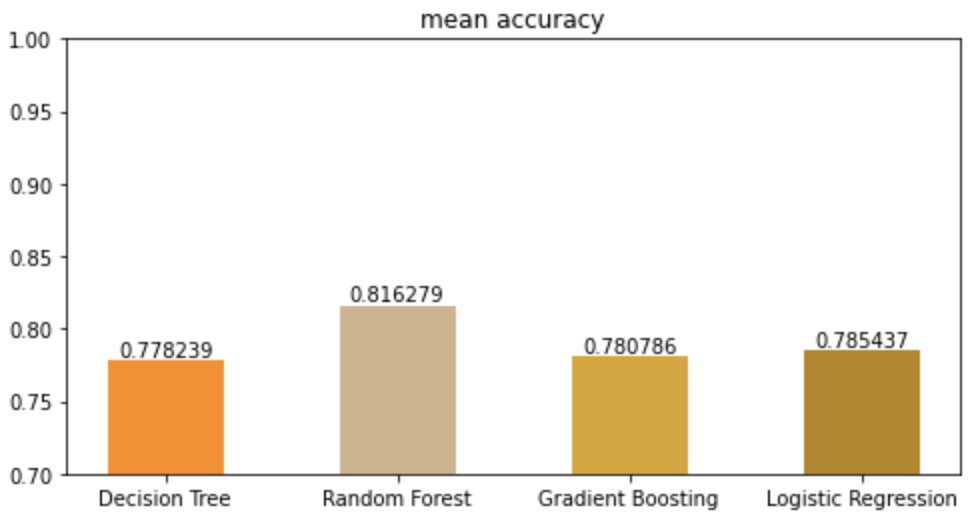 mean accuracy
1.00
0.95
0.90
0.85
0.80
0.75
0.70
0.778239
0.816279
0.780786
0.785437
Decision Tree
Random Forest
Gradient Boosting
Logistic Regression